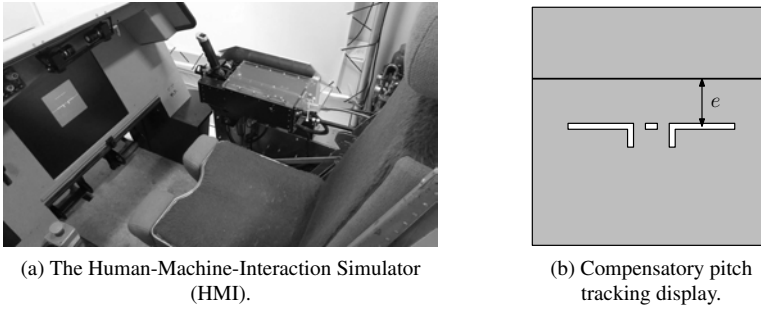 e
(a) The Human-Machine-Interaction Simulator
(HMI).
(b) Compensatory pitch
tracking display.